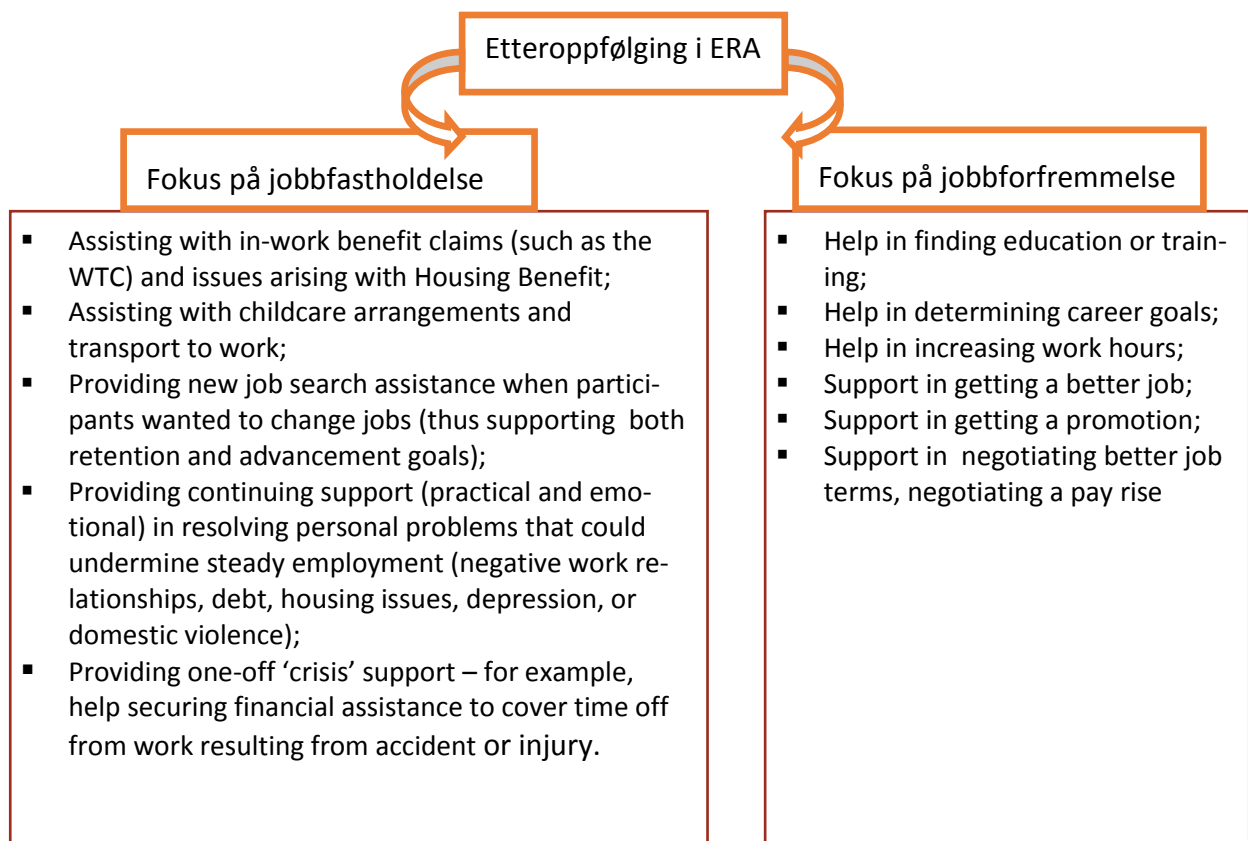 Etteroppfølging i ERA
Fokus på jobbfastholdelse
▪ Assisting with in-work benefit claims (such as the
WTC) and issues arising with Housing Benefit;
▪ Assisting with childcare arrangements and
transport to work;
▪ Providing new job search assistance when partici-
pants wanted to change jobs (thus supporting  both
retention and advancement goals);
▪ Providing continuing support (practical and emo-
tional) in resolving personal problems that could
undermine steady employment (negative work re-
lationships, debt, housing issues, depression, or
domestic violence);
▪ Providing one-off ‘crisis’ support – for example,
help securing financial assistance to cover time off
from work resulting from accident or injury.
Fokus på jobbforfremmelse
▪ Help in finding education or train-
ing;
▪ Help in determining career goals;
▪ Help in increasing work hours;
▪ Support in getting a better job;
▪ Support in getting a promotion;
▪ Support in  negotiating better job
terms, negotiating a pay rise